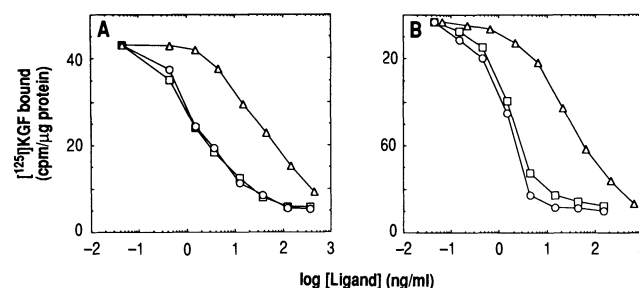 A
B
[125I]KGF bound
(cpm/μg protein)
40
20
0
20
60
0
−2 −1 0 1 2 3
−2 −1 0 1 2 3
log [Ligand] (ng/ml)